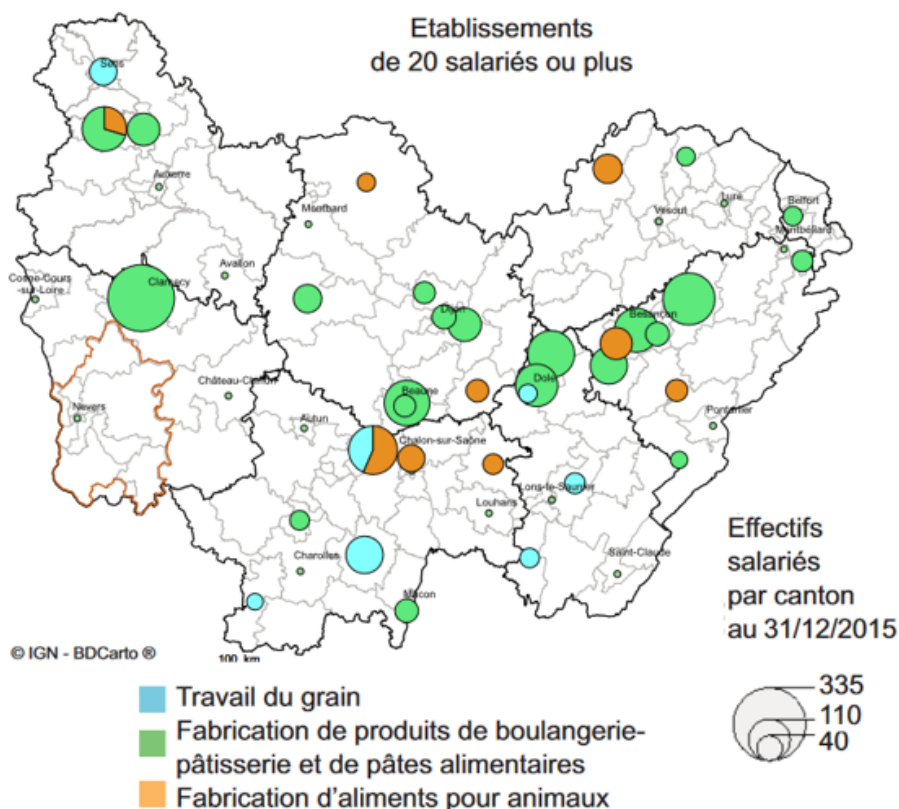 Etablissements
de 20 salariés ou plus
Sens
Auxerre
Montbard
Vesoul
Lure
Belfort
Montbéliard
Avallon
Cosne-Cours
-sur-Loire
Clamecy
Dijon
Besançon
Château-Chinon
Dole
Beaune
Nevers
Autun
Pontarlier
Chalon-sur-Saône
Lons-le-Saunier
Louhans
Charolles
Saint-Claude
Mâcon
Effectifs
salariés
par canton
au 31/12/2015
© IGN - BDCarto ®
100 km
335
110
40
Travail du grain
Fabrication de produits de boulangerie-
pâtisserie et de pâtes alimentaires
Fabrication d'aliments pour animaux